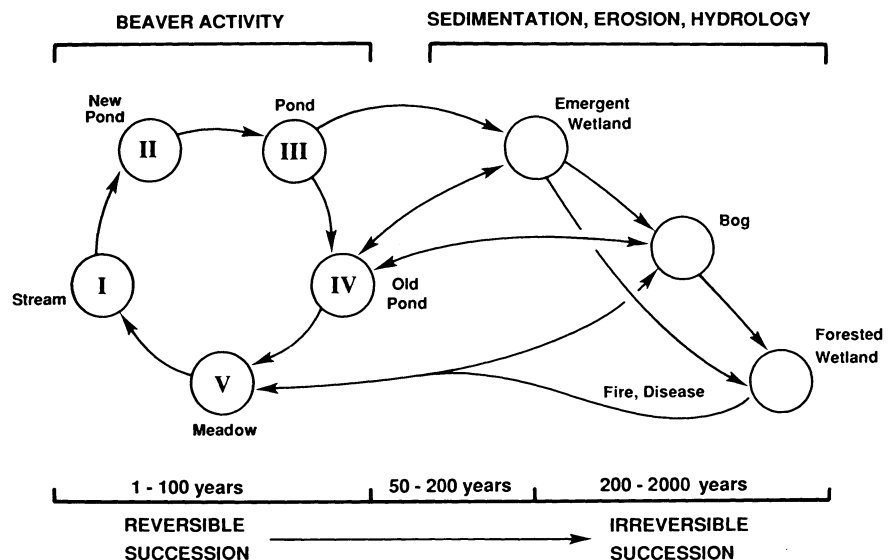 BEAVER ACTIVITY
SEDIMENTATION, EROSION, HYDROLOGY
New
Pond
Pond
Emergent
Wetland
II
III
Bog
Stream
I
IV
Old
Pond
Forested
Wetland
V
Fire, Disease
Meadow
1 - 100 years
50 - 200 years
200 - 2000 years
REVERSIBLE
SUCCESSION
IRREVERSIBLE
SUCCESSION